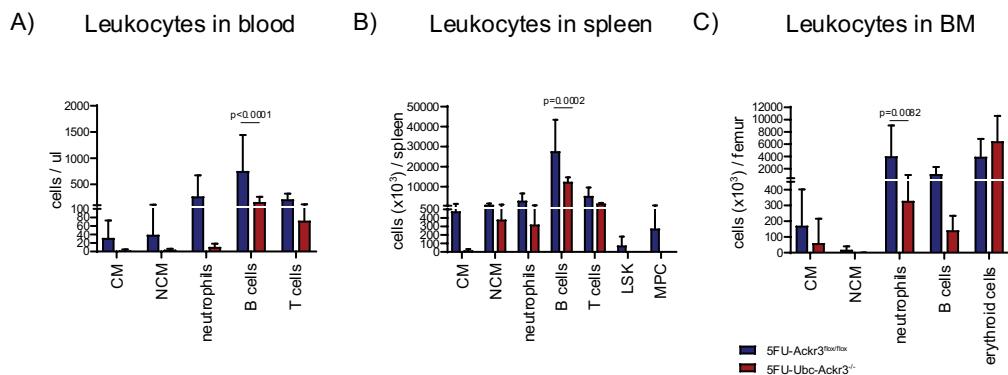 A) Leukocytes in blood
cells / ul
2000
1500
1000
500
100
80
60
40
20
0
p<0.0001
CM
NCM
neutrophils
B cells
T cells
B) Leukocytes in spleen
cells (x10³) / spleen
50000
40000
30000
20000
10000
500
400
300
200
100
0
p=0.0002
CM
NCM
neutrophils
B cells
T cells
LSK
MPC
C) Leukocytes in BM
cells (x10³) / femur
12000
10000
8000
6000
4000
2000
400
300
200
100
0
p=0.0082
CM
NCM
neutrophils
B cells
erythroid cells
5FU-Ackr3flox/flox
5FU-Ubc-Ackr3-/-